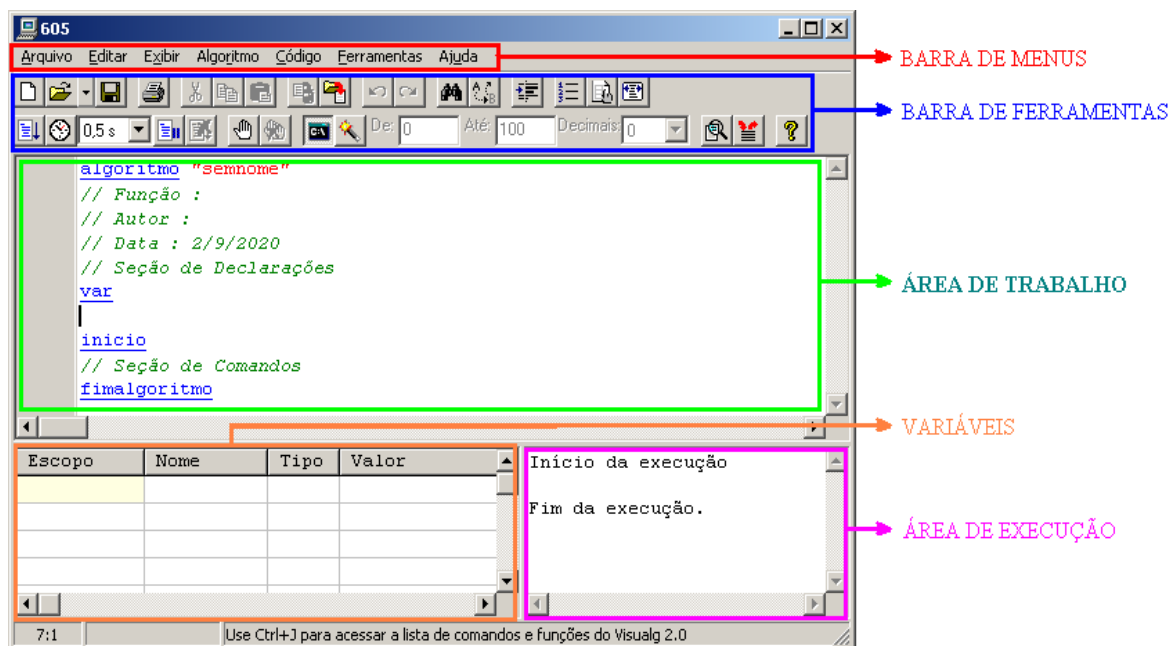 605
Arquivo Editar Exibir Algoritmo Código Ferramentas Ajuda
BARRA DE MENUS
0,5 s De: 0 Até: 100 Decimais: 0
BARRA DE FERRAMENTAS
algoritmo "semnome"
// Função :
// Autor :
// Data : 2/9/2020
// Seção de Declarações
var
inicio
// Seção de Comandos
fimalgoritmo
ÁREA DE TRABALHO
VARIÁVEIS
Escopo Nome Tipo Valor
Início da execução
Fim da execução.
ÁREA DE EXECUÇÃO
7:1 Use Ctrl+J para acessar a lista de comandos e funções do Visualg 2.0